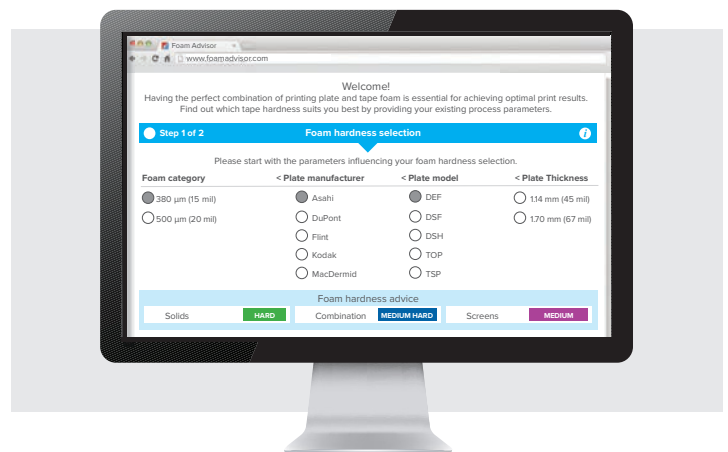 Foam Advisor
www.foamadvisor.com
Welcome!
Having the perfect combination of printing plate and tape foam is essential for achieving optimal print results.
Find out which tape hardness suits you best by providing your existing process parameters.
Step 1 of 2 Foam hardness selection i
Please start with the parameters influencing your foam hardness selection.
Foam category < Plate manufacturer < Plate model < Plate Thickness
380 µm (15 mil) Asahi DEF 1.14 mm (45 mil)
500 µm (20 mil) DuPont DSF 1.70 mm (67 mil)
Flint DSH
Kodak TOP
MacDermid TSP
Foam hardness advice
Solids HARD Combination MEDIUM HARD Screens MEDIUM